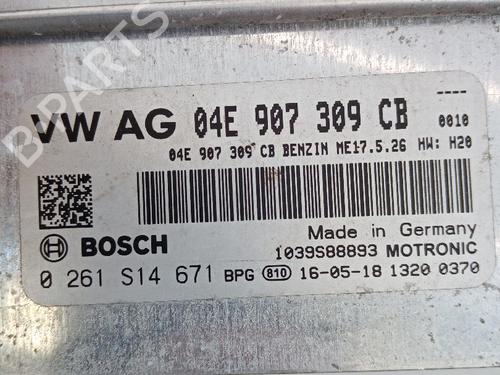 B-PARTS
----
VW AG 04E 907 309 CB 0010
04E 907 309 CB BENZIN ME17.5.26 HW: H20
BOSCH
Made in Germany
1039S88893 MOTRONIC
0 261 S14 671 BPG 810 16-05-18 1320 0370